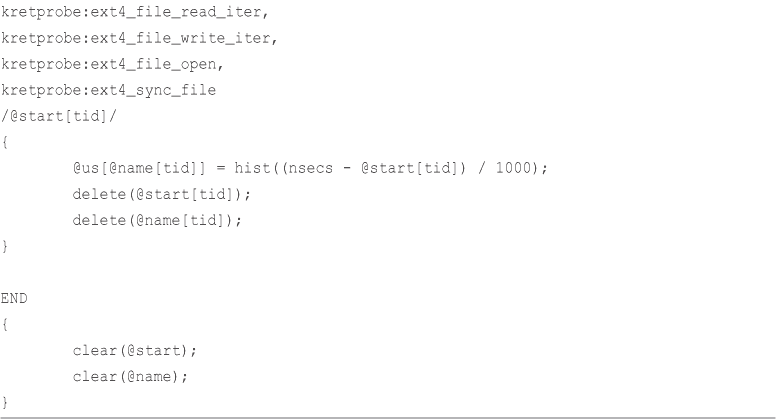 kretprobe:ext4_file_read_iter,
kretprobe:ext4_file_write_iter,
kretprobe:ext4_file_open,
kretprobe:ext4_sync_file
/@start[tid]/
{
        @us[@name[tid]] = hist((nsecs - @start[tid]) / 1000);
        delete(@start[tid]);
        delete(@name[tid]);
}

END
{
        clear(@start);
        clear(@name);
}